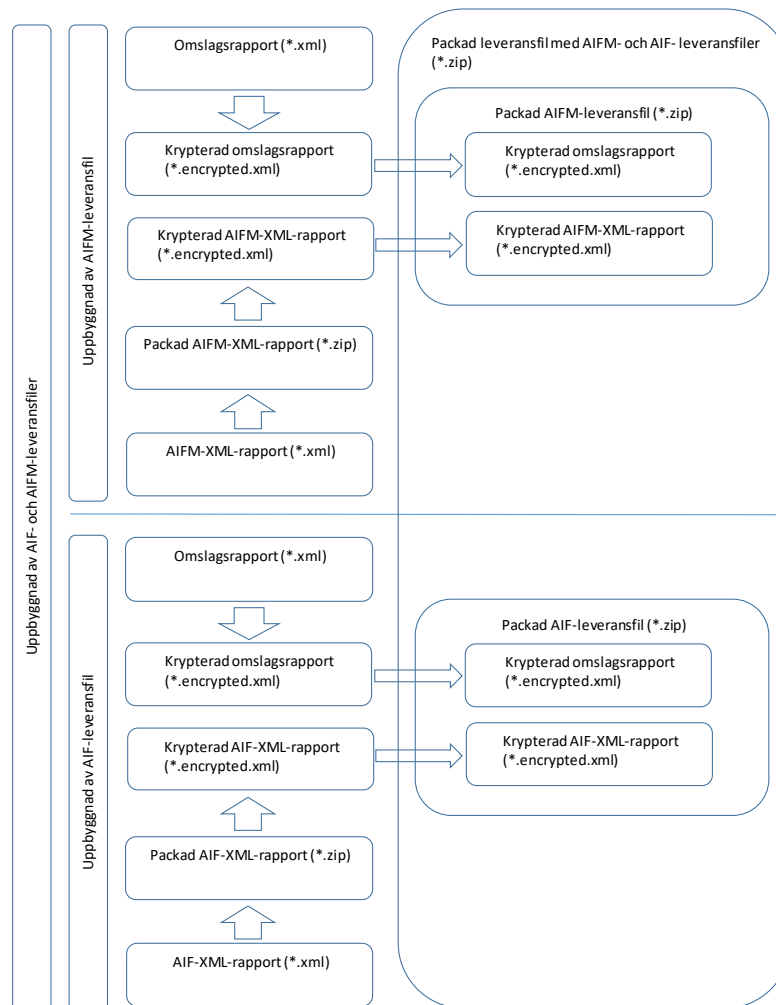 Uppbyggnad av AIF- och AIFM-leveransfiler
Uppbyggnad av AIFM-leveransfil
Omslagsrapport (*.xml)
Krypterad omslagsrapport
(*.encrypted.xml)
Krypterad AIFM-XML-rapport
(*.encrypted.xml)
Packad AIFM-XML-rapport (*.zip)
AIFM-XML-rapport (*.xml)
Packad leveransfil med AIFM- och AIF- leveransfiler
(*.zip)
Packad AIFM-leveransfil (*.zip)
Krypterad omslagsrapport
(*.encrypted.xml)
Krypterad AIFM-XML-rapport
(*.encrypted.xml)
Uppbyggnad av AIF-leveransfil
Omslagsrapport (*.xml)
Krypterad omslagsrapport
(*.encrypted.xml)
Krypterad AIF-XML-rapport
(*.encrypted.xml)
Packad AIF-XML-rapport (*.zip)
AIF-XML-rapport (*.xml)
Packad AIF-leveransfil (*.zip)
Krypterad omslagsrapport
(*.encrypted.xml)
Krypterad AIF-XML-rapport
(*.encrypted.xml)